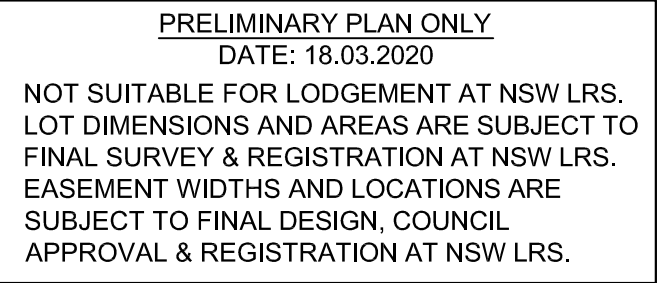 PRELIMINARY PLAN ONLY
DATE: 18.03.2020
NOT SUITABLE FOR LODGEMENT AT NSW LRS.
LOT DIMENSIONS AND AREAS ARE SUBJECT TO
FINAL SURVEY & REGISTRATION AT NSW LRS.
EASEMENT WIDTHS AND LOCATIONS ARE
SUBJECT TO FINAL DESIGN, COUNCIL
APPROVAL & REGISTRATION AT NSW LRS.